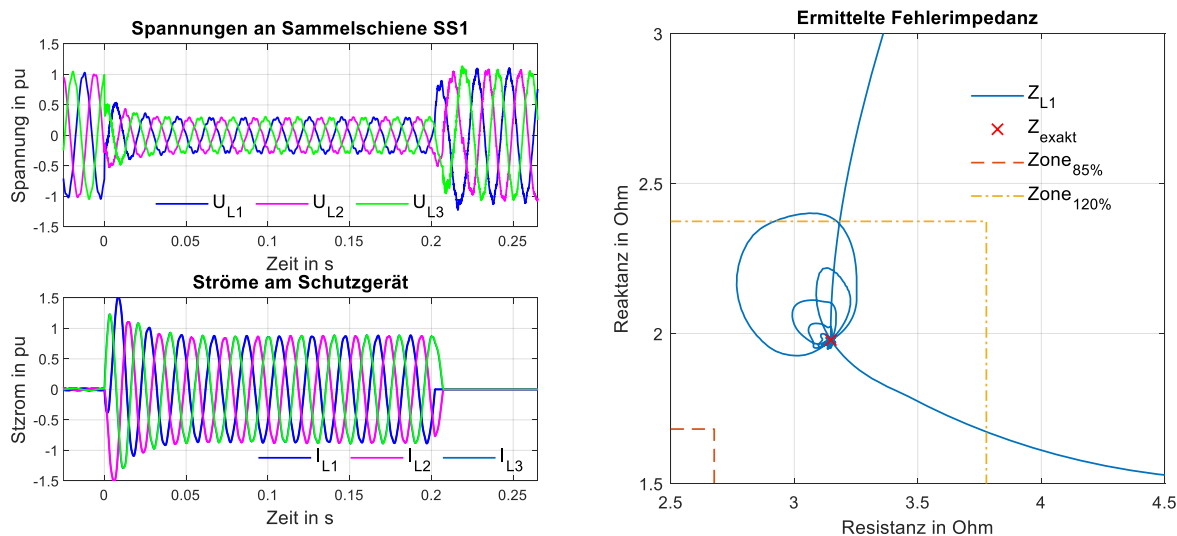 Spannungen an Sammelschiene SS1
Spannung in pu
1.5
1
0.5
0
-0.5
-1
-1.5
U_L1 U_L2 U_L3
0 0.05 0.1 0.15 0.2 0.25
Zeit in s
Ströme am Schutzgerät
Stzrom in pu
1.5
1
0.5
0
-0.5
-1
-1.5
I_L1 I_L2 I_L3
0 0.05 0.1 0.15 0.2 0.25
Zeit in s
Ermittelte Fehlerimpedanz
Reaktanz in Ohm
3
2.5
2
1.5
Z_L1
Z_exakt
Zone_85%
Zone_120%
2.5 3 3.5 4 4.5
Resistanz in Ohm